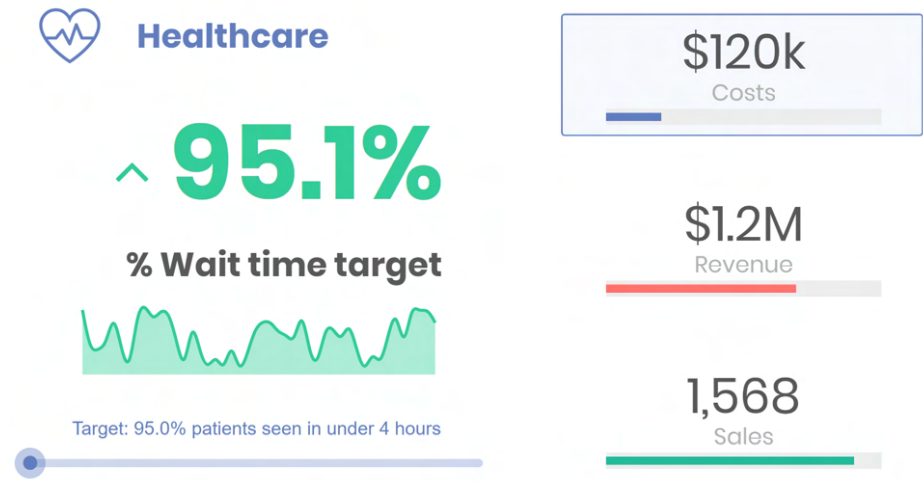 Healthcare
95.1%
% Wait time target
Target: 95.0% patients seen in under 4 hours
$120k
Costs
$1.2M
Revenue
1,568
Sales